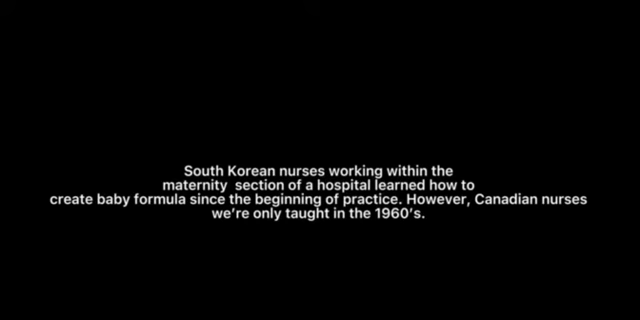 South Korean nurses working within the
maternity  section of a hospital learned how to
create baby formula since the beginning of practice. However, Canadian nurses
we’re only taught in the 1960’s.